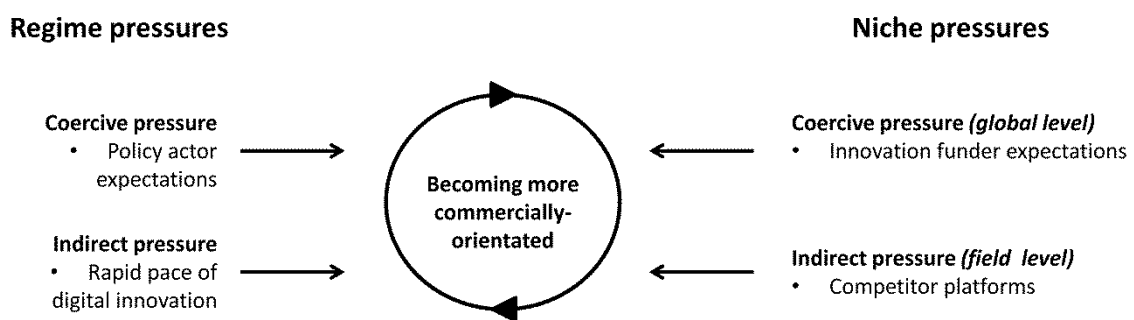 Regime pressures
Niche pressures
Coercive pressure
• Policy actor
expectations
Indirect pressure
• Rapid pace of
digital innovation
Becoming more
commercially-
orientated
Coercive pressure (global level)
• Innovation funder expectations
Indirect pressure (field level)
• Competitor platforms